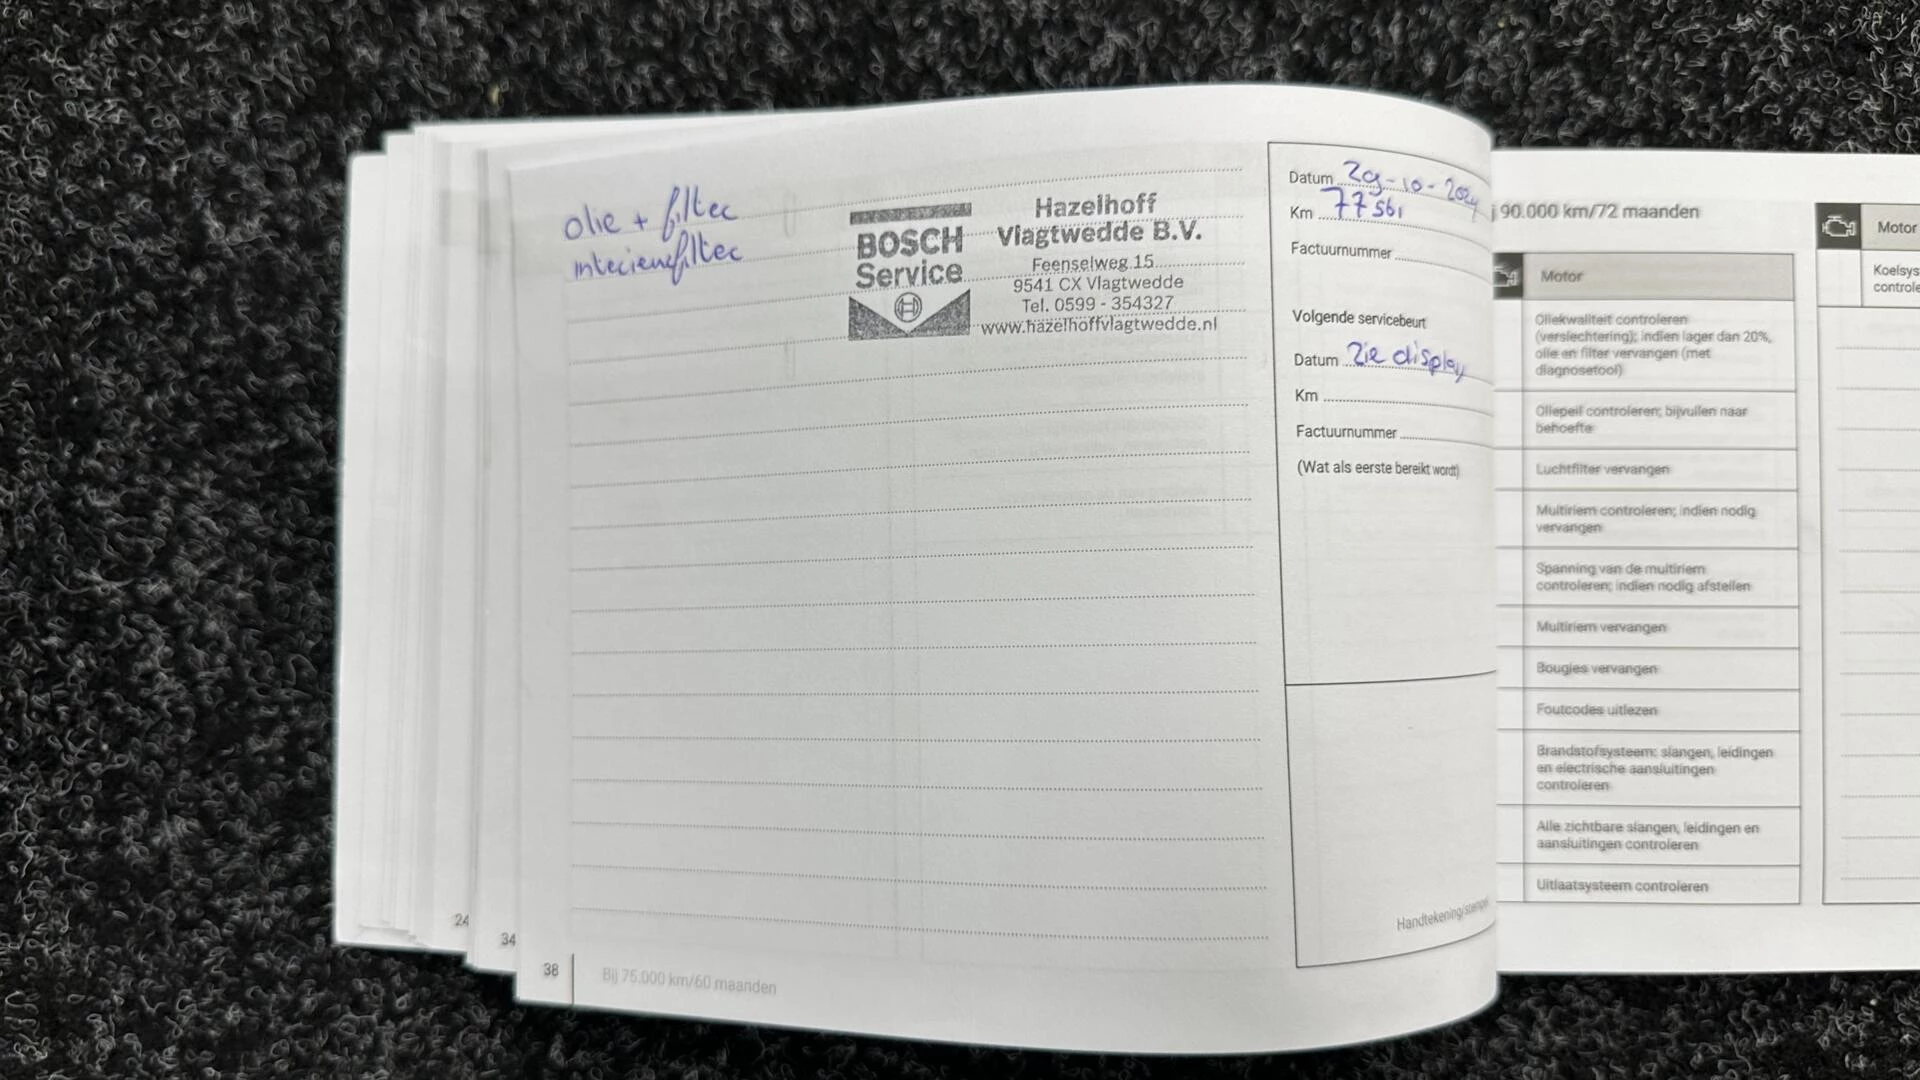 olie + filter
interieurfilter
BOSCH
Service
Hazelhoff
Vlagtwedde B.V.
Feenselweg 15
9541 CX Vlagtwedde
Tel. 0599 - 354327
www.hazelhoffvlagtwedde.nl
Datum 29-10-2024
Km 77561
Factuurnummer
Volgende servicebeurt
Datum Zie display
Km
Factuurnummer
(Wat als eerste bereikt wordt)
Handtekening/stempel
24
34
38
Bij 75.000 km/60 maanden
j 90.000 km/72 maanden
Motor
Oliekwaliteit controleren
(verslechtering); indien lager dan 20%,
olie en filter vervangen (met
diagnosetool)
Oliepeil controleren; bijvullen naar
behoefte
Luchtfilter vervangen
Multiriem controleren; indien nodig
vervangen
Spanning van de multiriem
controleren; indien nodig afstellen
Multiriem vervangen
Bougies vervangen
Foutcodes uitlezen
Brandstofsysteem: slangen, leidingen
en electrische aansluitingen
controleren
Alle zichtbare slangen, leidingen en
aansluitingen controleren
Uitlaatsysteem controleren
Motor
Koelsys
controle